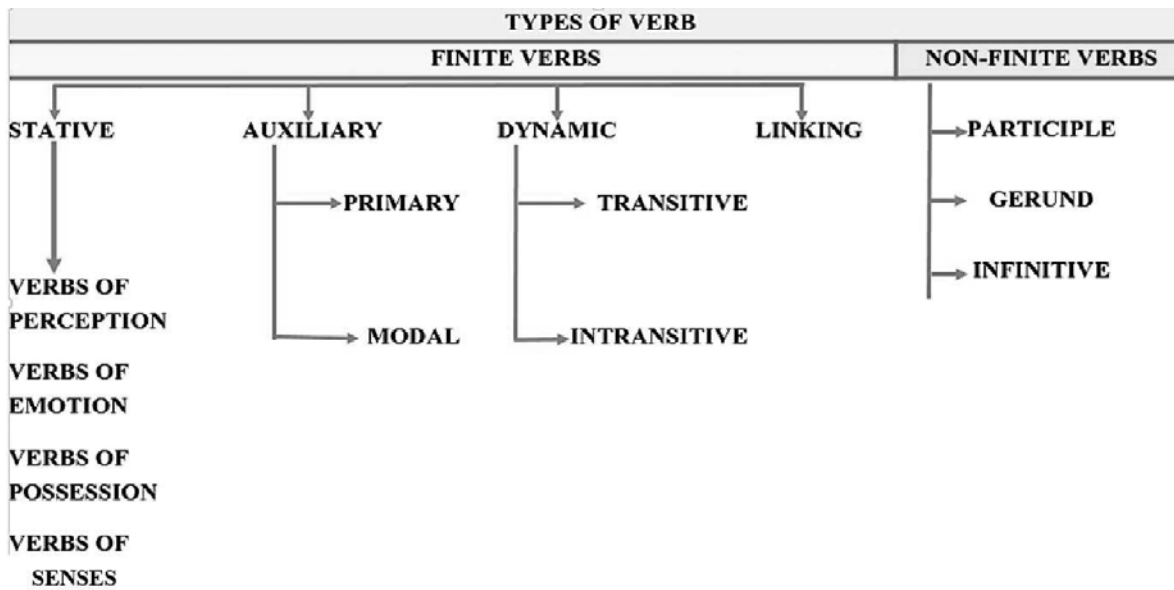 TYPES OF VERB
FINITE VERBS
NON-FINITE VERBS
STATIVE
AUXILIARY
DYNAMIC
LINKING
PARTICIPLE
PRIMARY
TRANSITIVE
GERUND
INFINITIVE
VERBS OF
PERCEPTION
MODAL
INTRANSITIVE
VERBS OF
EMOTION
VERBS OF
POSSESSION
VERBS OF
SENSES